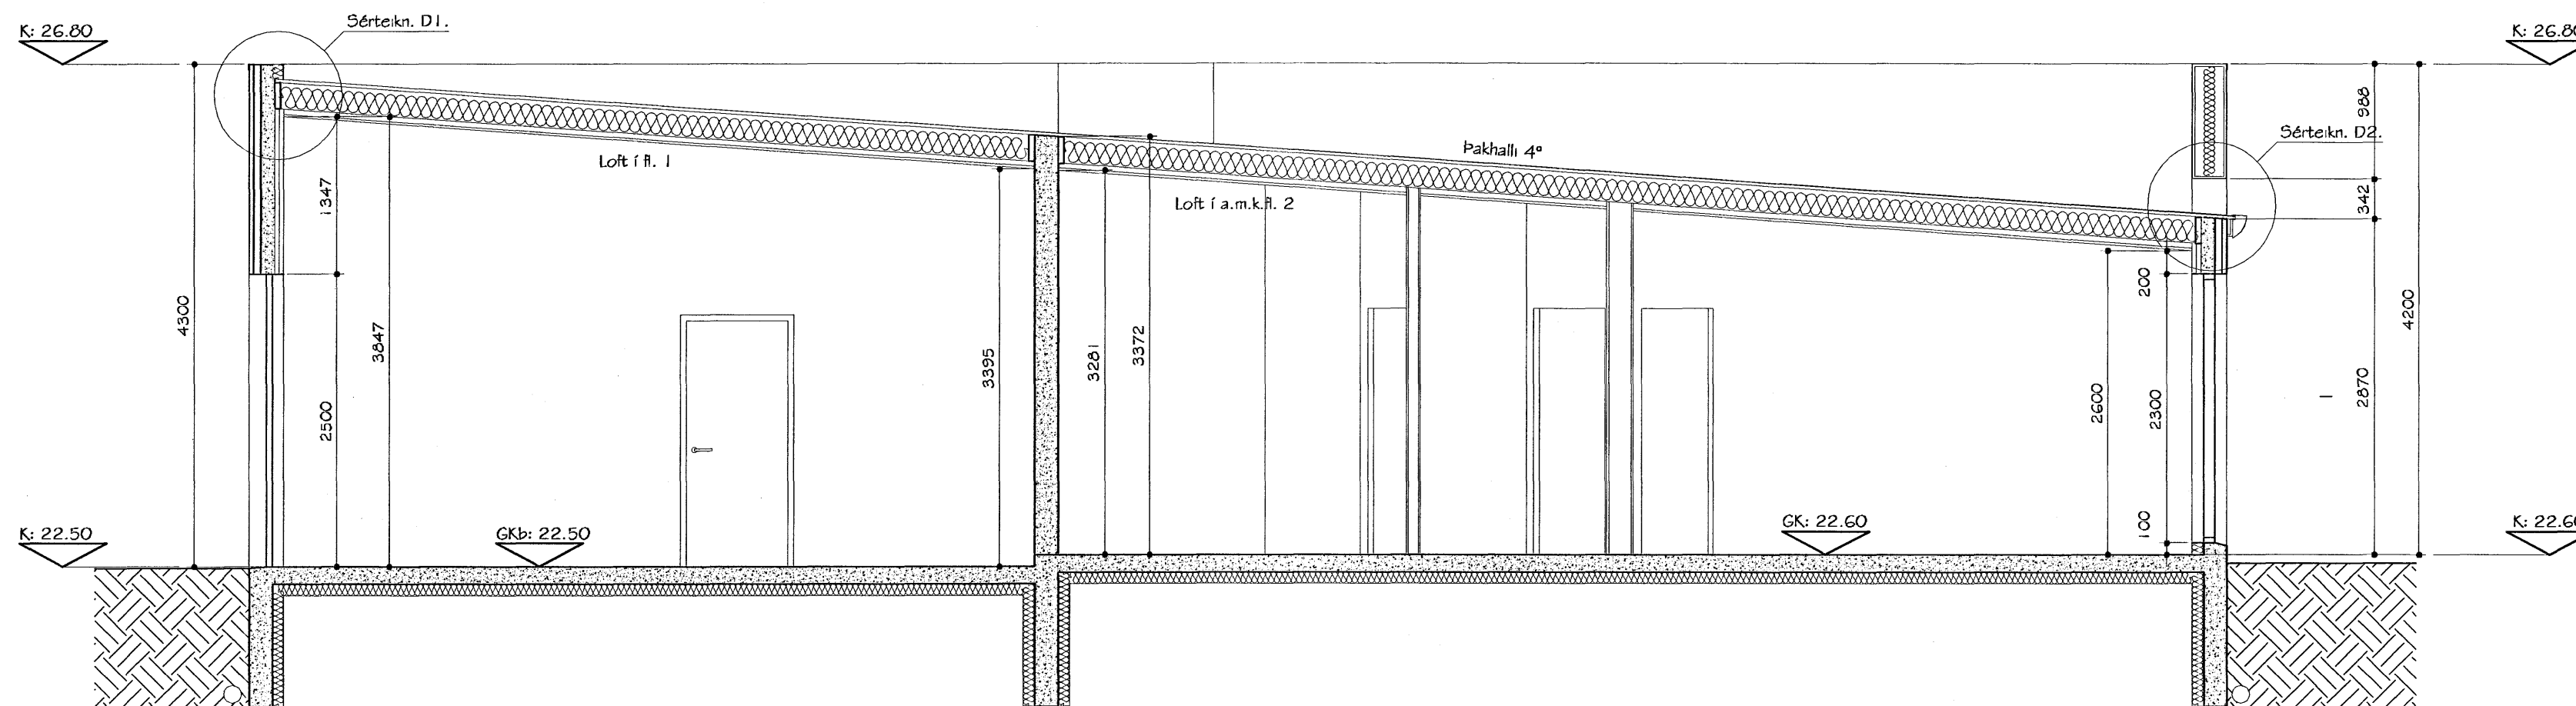 Sérteikn. D1.
K: 26.80
K: 26.80
988
Sérteikn. D2.
Þakhalli 4°
Loft í fl. 1
1347
Loft í a.m.k.fl. 2
342
200
4300
3847
3395
3281
3372
4200
2500
2600
2300
2870
K: 22.50
GKb: 22.50
GK: 22.60
100
K: 22.60